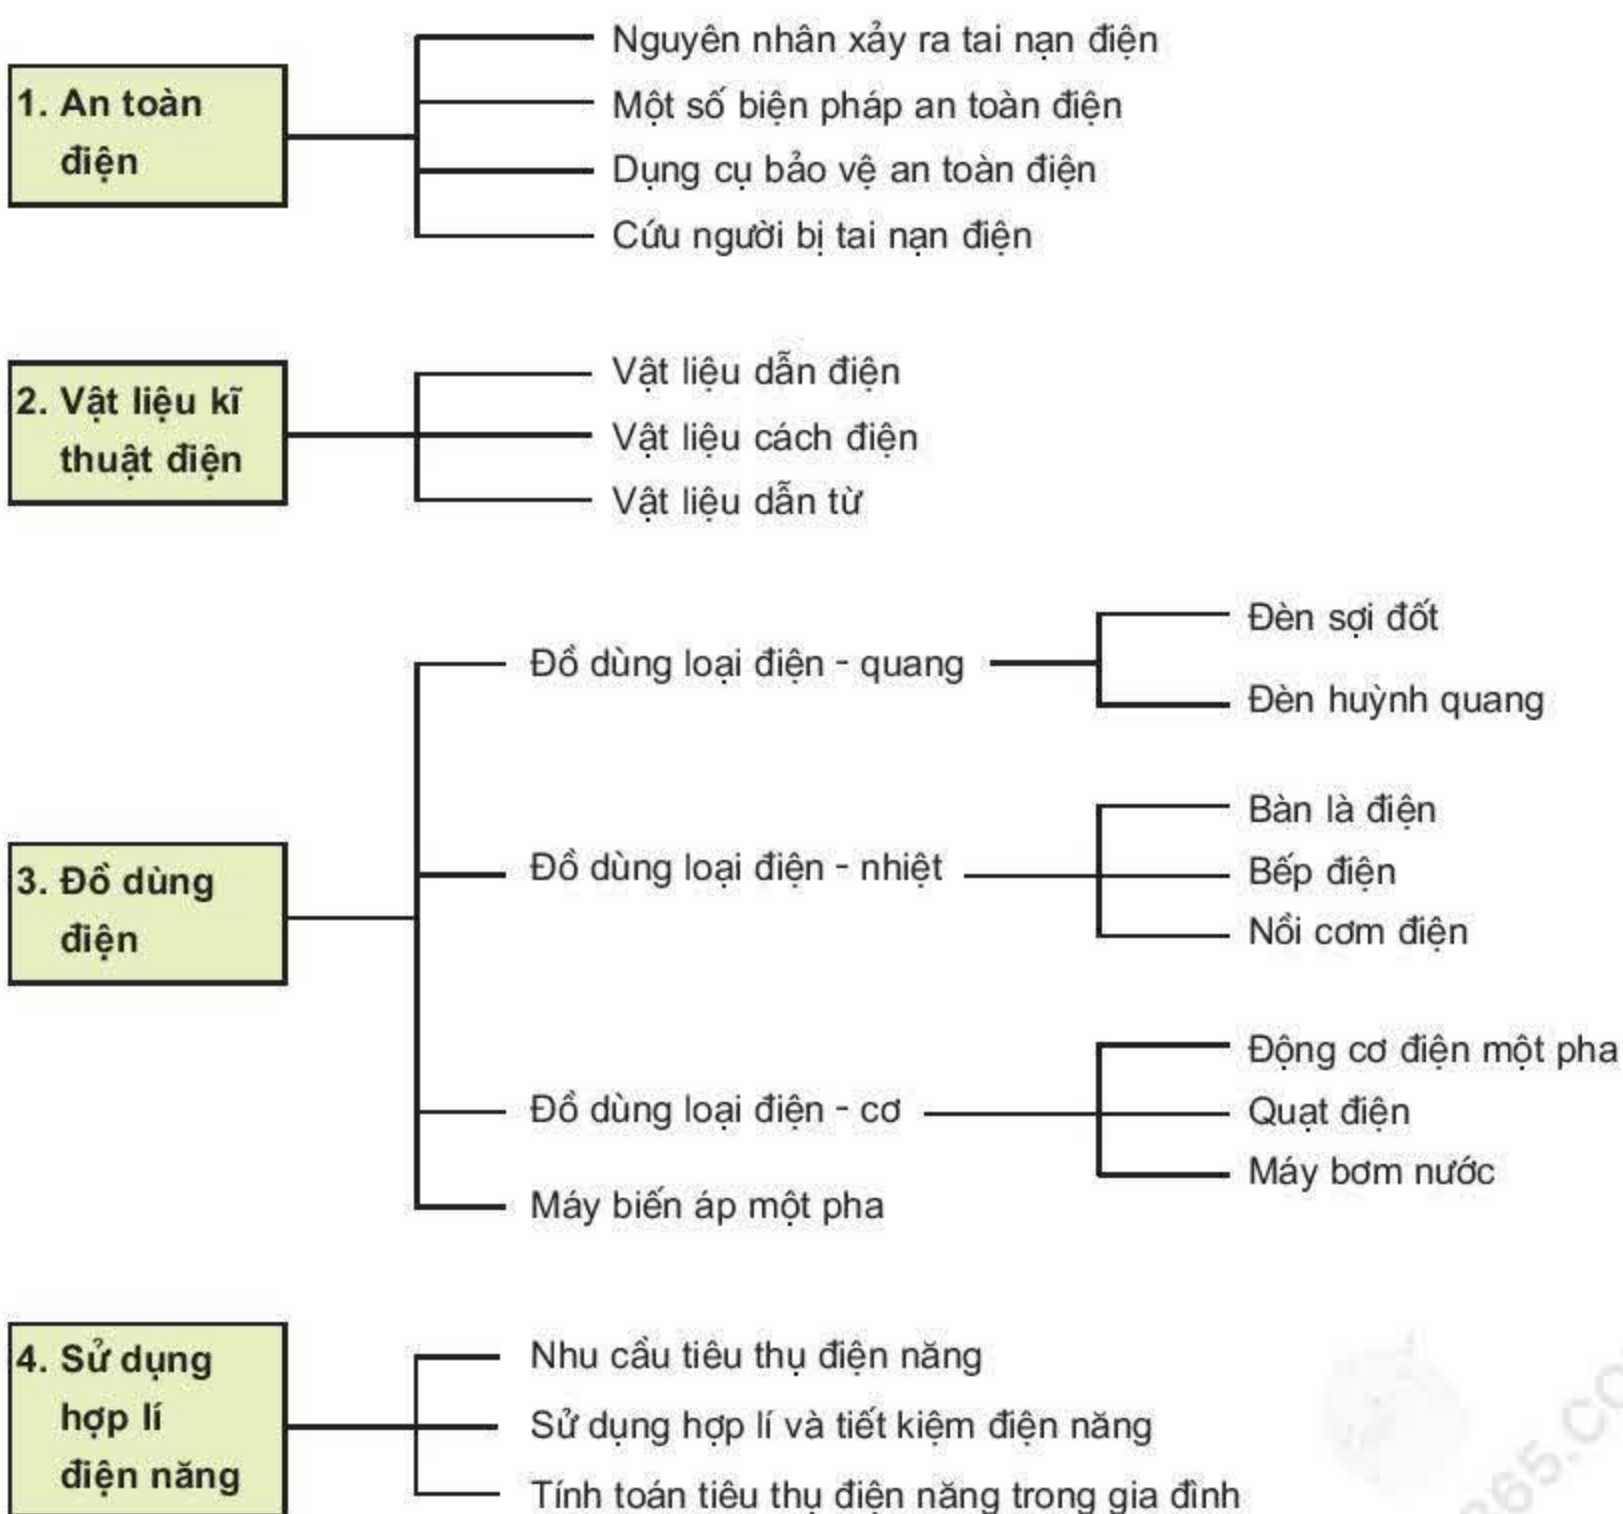 1. An toàn
điện
Nguyên nhân xảy ra tai nạn điện
Một số biện pháp an toàn điện
Dụng cụ bảo vệ an toàn điện
Cứu người bị tai nạn điện
2. Vật liệu kĩ
thuật điện
Vật liệu dẫn điện
Vật liệu cách điện
Vật liệu dẫn từ
3. Đồ dùng
điện
Đồ dùng loại điện - quang
Đèn sợi đốt
Đèn huỳnh quang
Đồ dùng loại điện - nhiệt
Bàn là điện
Bếp điện
Nồi cơm điện
Đồ dùng loại điện - cơ
Động cơ điện một pha
Quạt điện
Máy bơm nước
Máy biến áp một pha
4. Sử dụng
hợp lí
điện năng
Nhu cầu tiêu thụ điện năng
Sử dụng hợp lí và tiết kiệm điện năng
Tính toán tiêu thụ điện năng trong gia đình